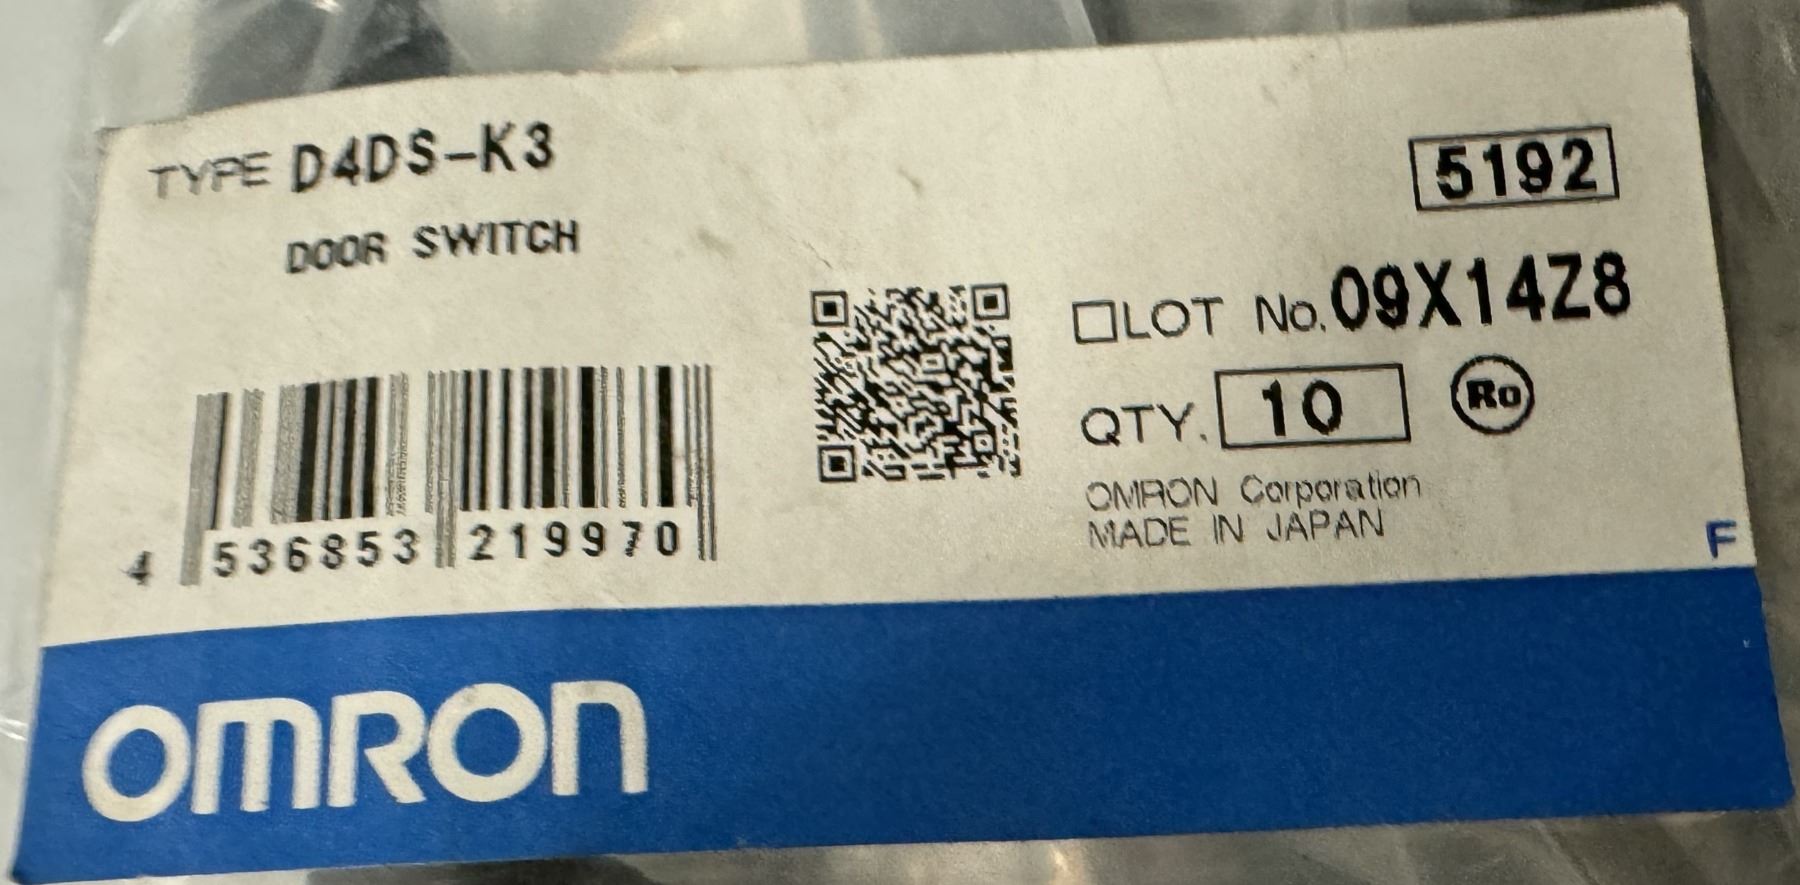 TYPE D4DS-K3
DOOR SWITCH
5192
LOT No. 09X14Z8
QTY. 10
Ro
OMRON Corporation
MADE IN JAPAN
4 536853 219970
F
OMRON